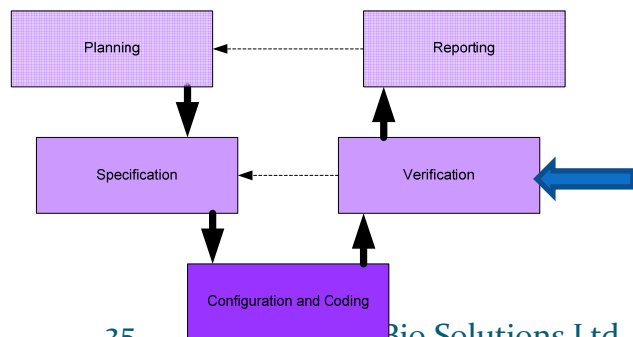 Planning
Reporting
Specification
Verification
Configuration and Coding
Bio Solutions Ltd